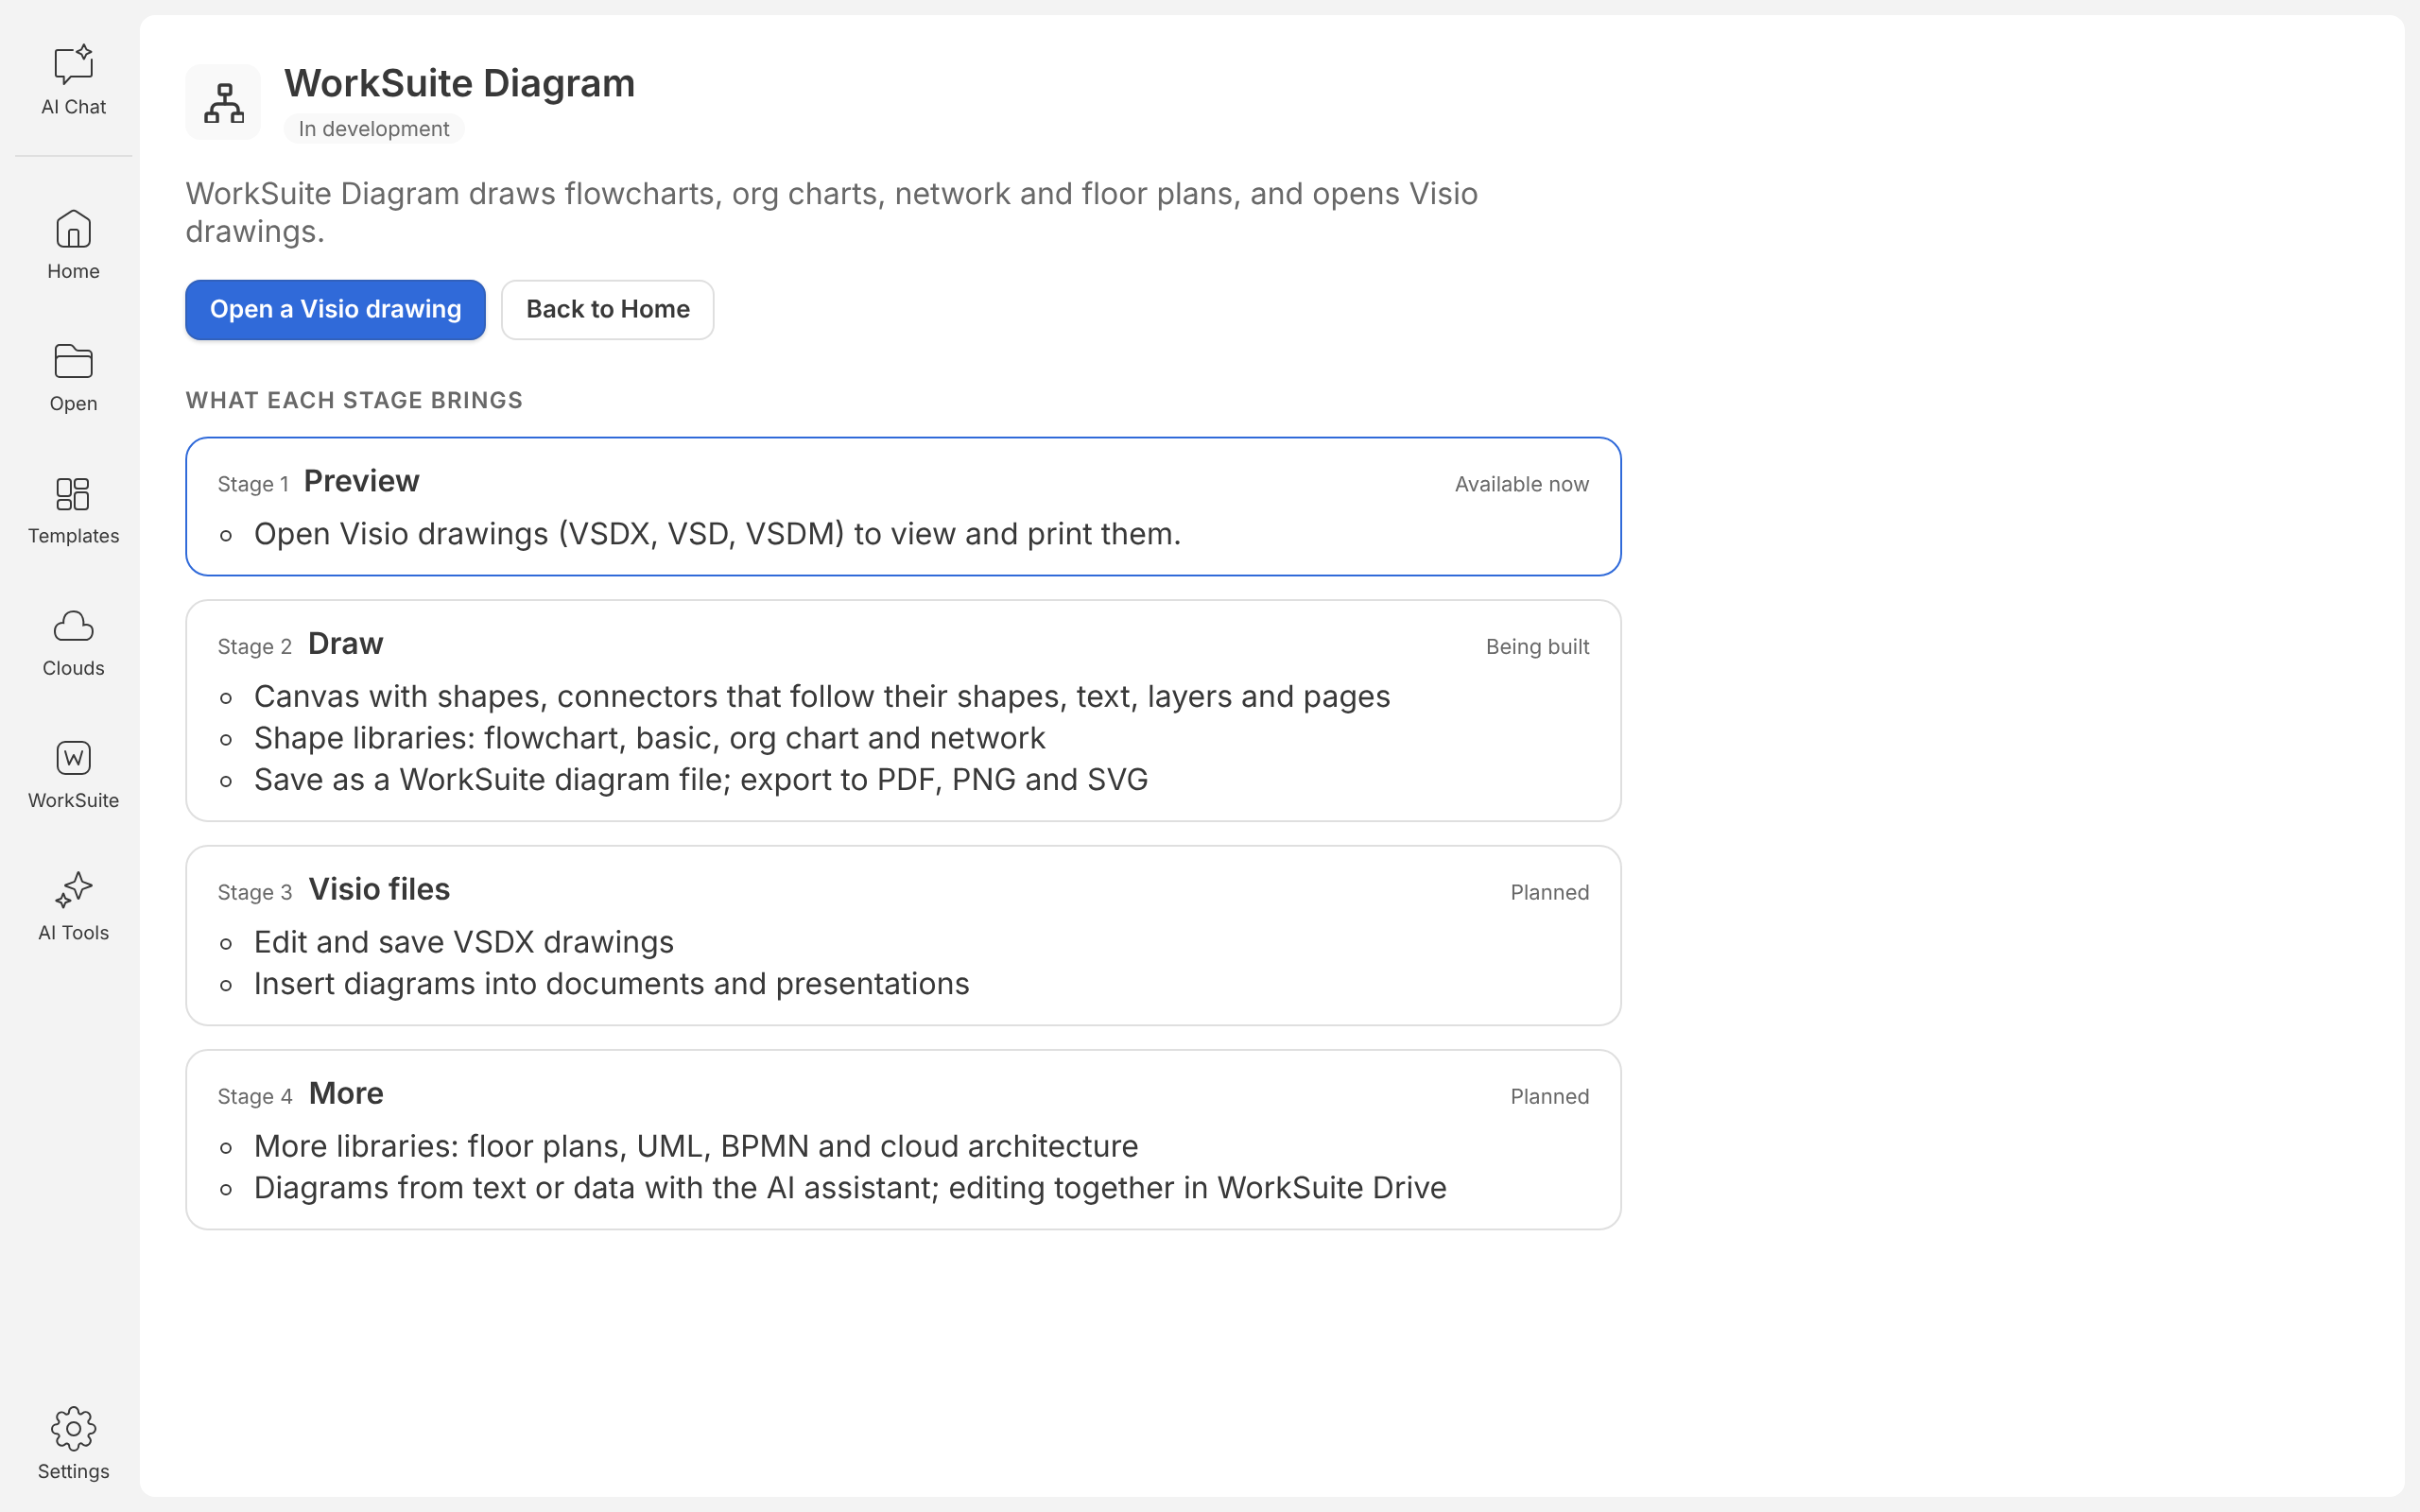 AI Chat
Home
Open
Templates
Clouds
WorkSuite
AI Tools
Settings
WorkSuite Diagram
In development
WorkSuite Diagram draws flowcharts, org charts, network and floor plans, and opens Visio
drawings.
Open a Visio drawing
Back to Home
WHAT EACH STAGE BRINGS
Stage 1 Preview
Available now
Open Visio drawings (VSDX, VSD, VSDM) to view and print them.
Stage 2 Draw
Being built
Canvas with shapes, connectors that follow their shapes, text, layers and pages
Shape libraries: flowchart, basic, org chart and network
Save as a WorkSuite diagram file; export to PDF, PNG and SVG
Stage 3 Visio files
Planned
Edit and save VSDX drawings
Insert diagrams into documents and presentations
Stage 4 More
Planned
More libraries: floor plans, UML, BPMN and cloud architecture
Diagrams from text or data with the AI assistant; editing together in WorkSuite Drive